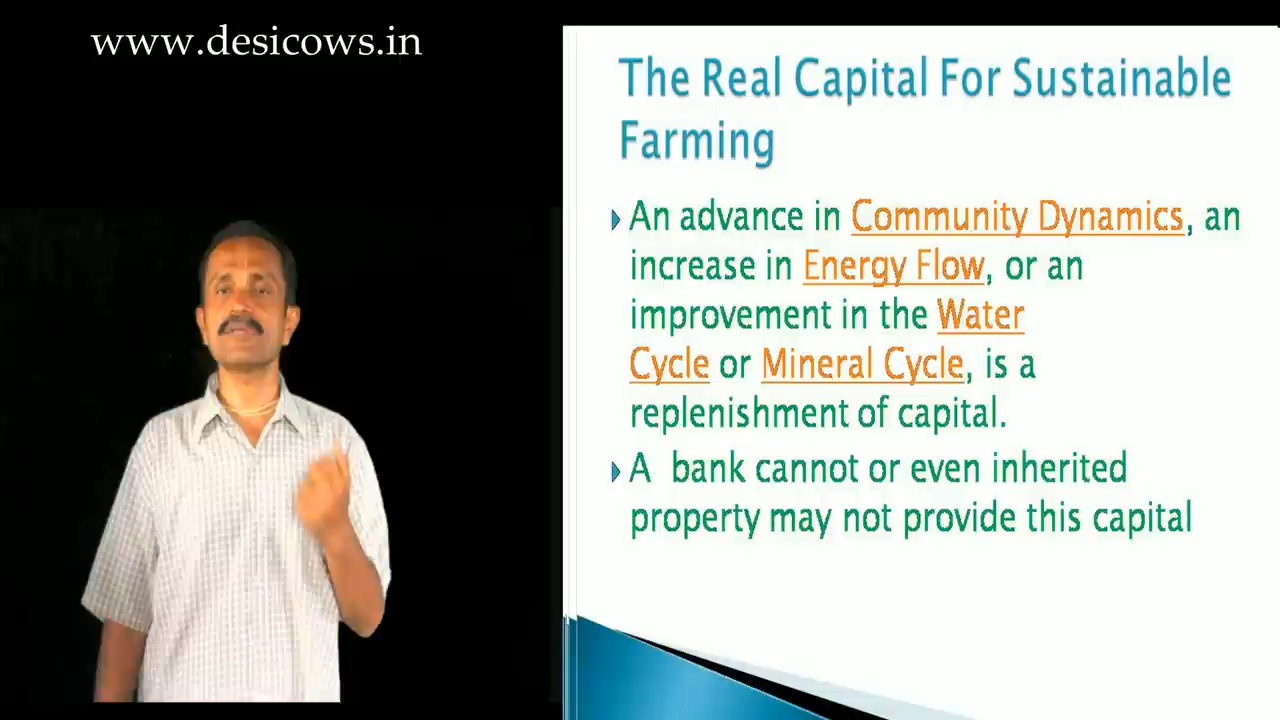 www.desicows.in
The Real Capital For Sustainable
Farming
An advance in Community Dynamics, an
increase in Energy Flow, or an
improvement in the Water
Cycle or Mineral Cycle, is a
replenishment of capital.
A bank cannot or even inherited
property may not provide this capital